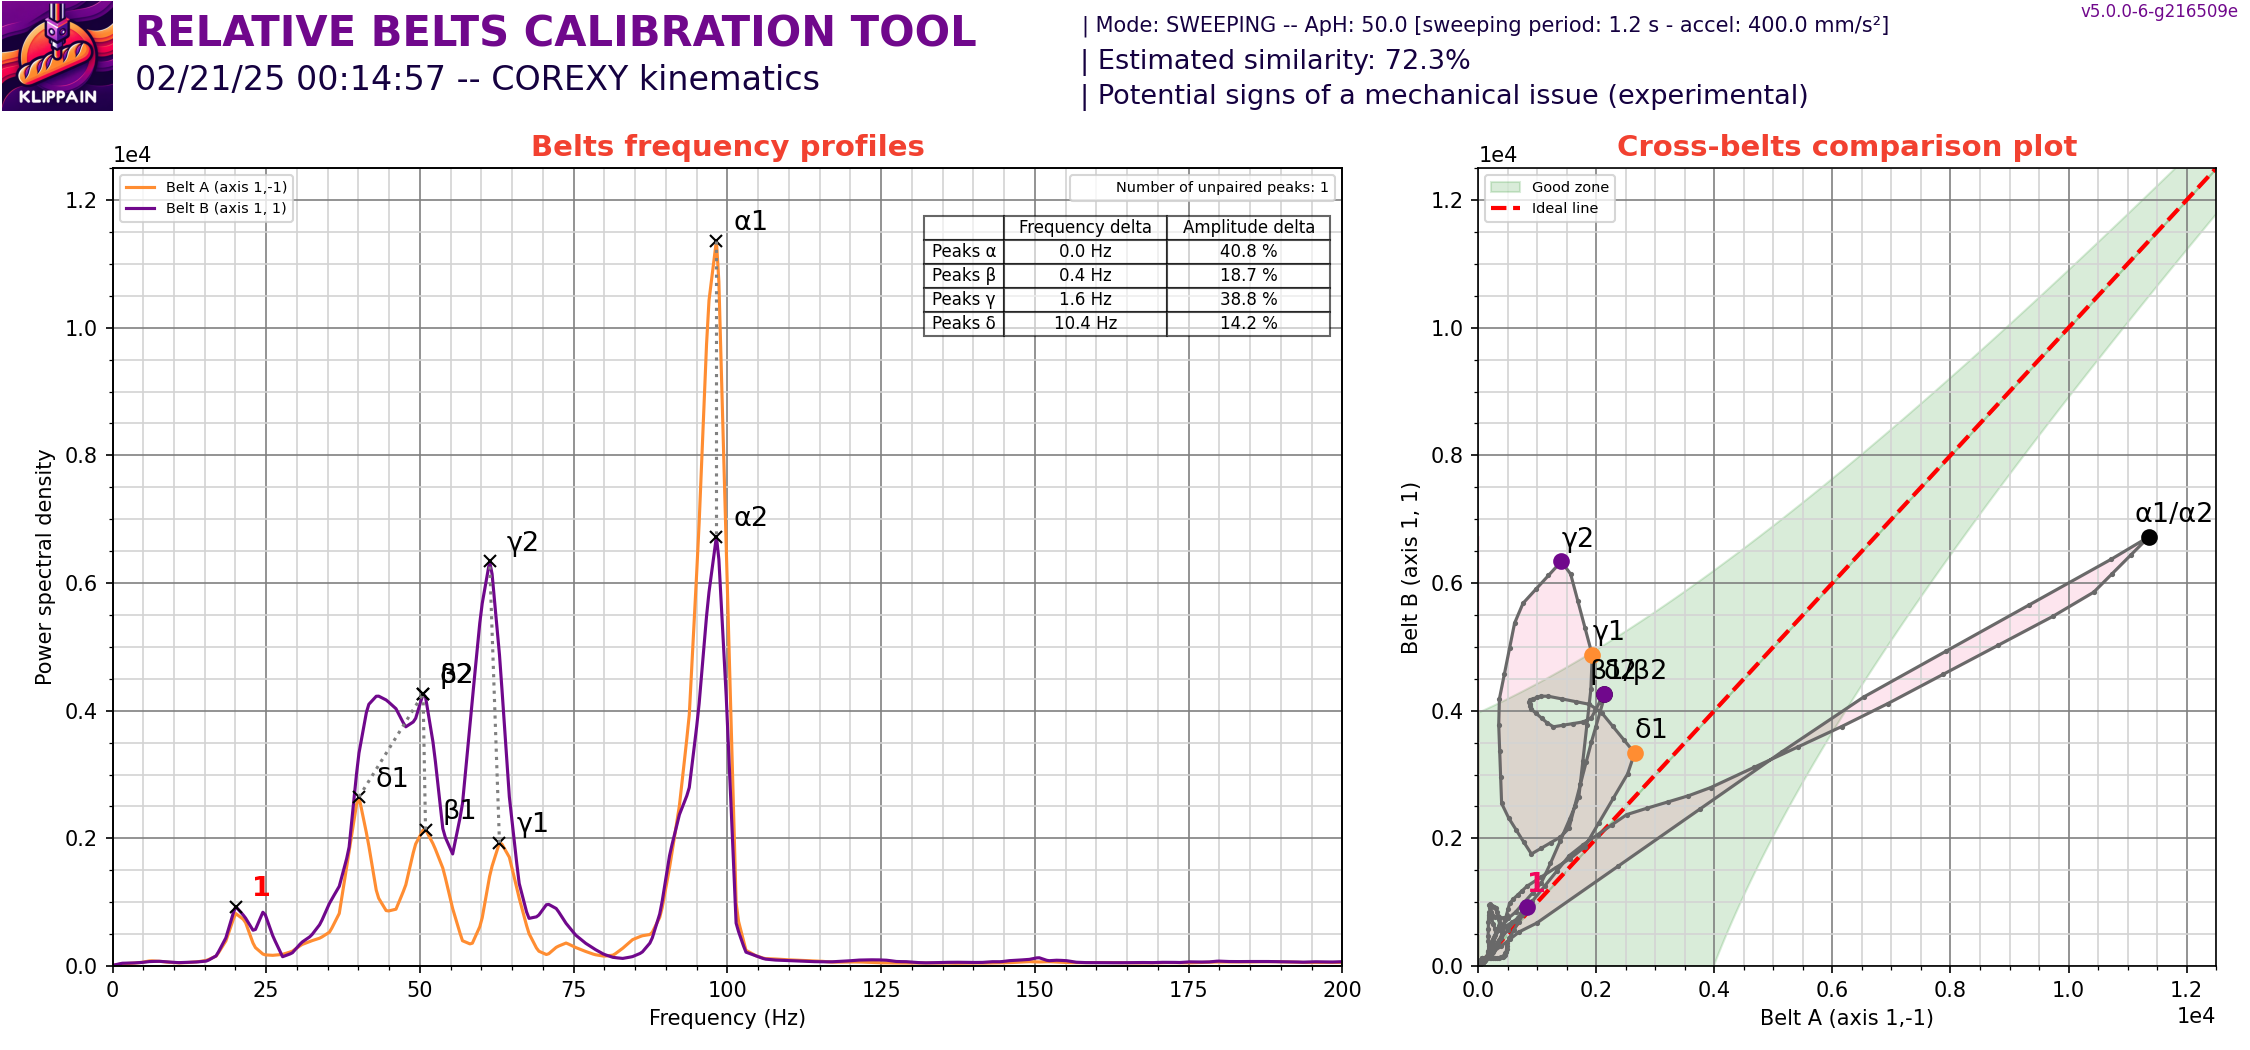 KLIPPAIN
RELATIVE BELTS CALIBRATION TOOL
02/21/25 00:14:57 -- COREXY kinematics
| Mode: SWEEPING -- ApH: 50.0 [sweeping period: 1.2 s - accel: 400.0 mm/s²]
| Estimated similarity: 72.3%
| Potential signs of a mechanical issue (experimental)
v5.0.0-6-g216509e
Belts frequency profiles
1e4
Belt A (axis 1,-1)
Belt B (axis 1, 1)
Number of unpaired peaks: 1
Frequency delta Amplitude delta
Peaks α 0.0 Hz 40.8 %
Peaks β 0.4 Hz 18.7 %
Peaks γ 1.6 Hz 38.8 %
Peaks δ 10.4 Hz 14.2 %
α1
α2
γ2
β2
δ2
δ1
β1
γ1
1
1.2
1.0
0.8
0.6
0.4
0.2
0.0
Power spectral density
0 25 50 75 100 125 150 175 200
Frequency (Hz)
Cross-belts comparison plot
1e4
Good zone
Ideal line
α1/α2
γ2
γ1
β1/β2
δ2
δ1
1
1.2
1.0
0.8
0.6
0.4
0.2
0.0
Belt B (axis 1, 1)
0.0 0.2 0.4 0.6 0.8 1.0 1.2
1e4
Belt A (axis 1,-1)